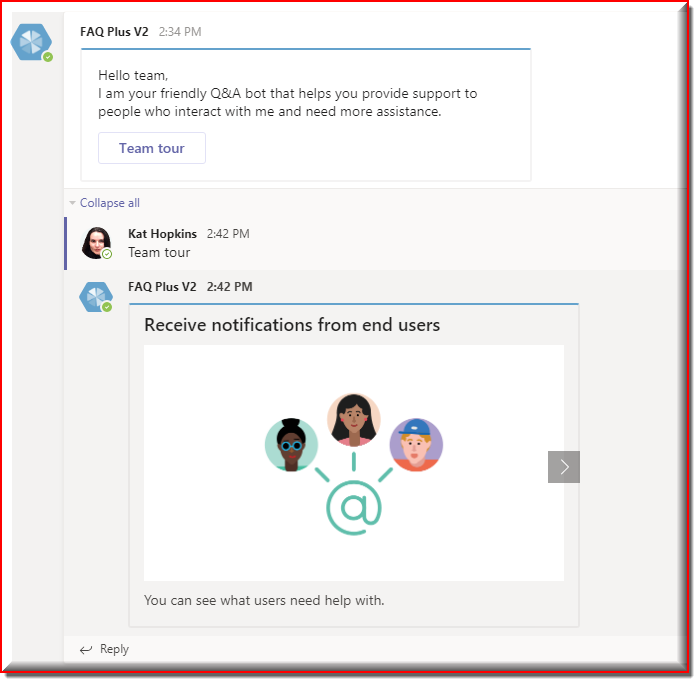 FAQ Plus V2 2:34 PM
Hello team,
I am your friendly Q&A bot that helps you provide support to
people who interact with me and need more assistance.
Team tour
Collapse all
Kat Hopkins 2:42 PM
Team tour
FAQ Plus V2 2:42 PM
Receive notifications from end users
@
You can see what users need help with.
Reply